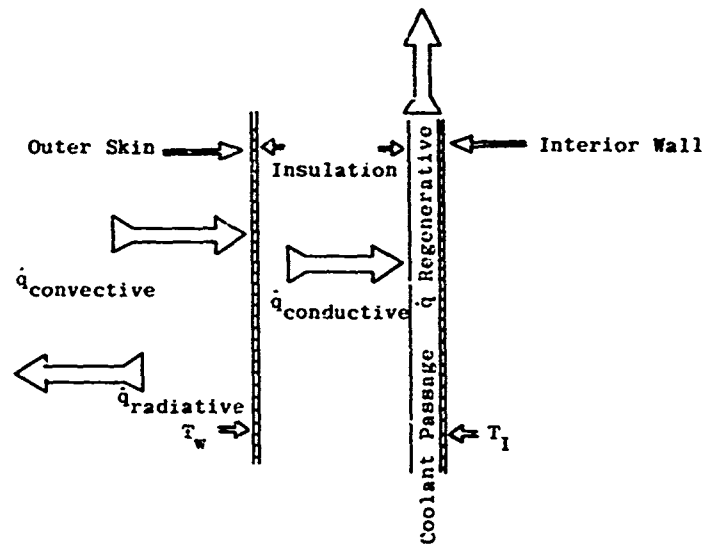 Outer Skin
Insulation
Interior Wall
q̇convective
q̇conductive
q̇radiative
Tw
TI
Coolant Passage q̇ Regenerative